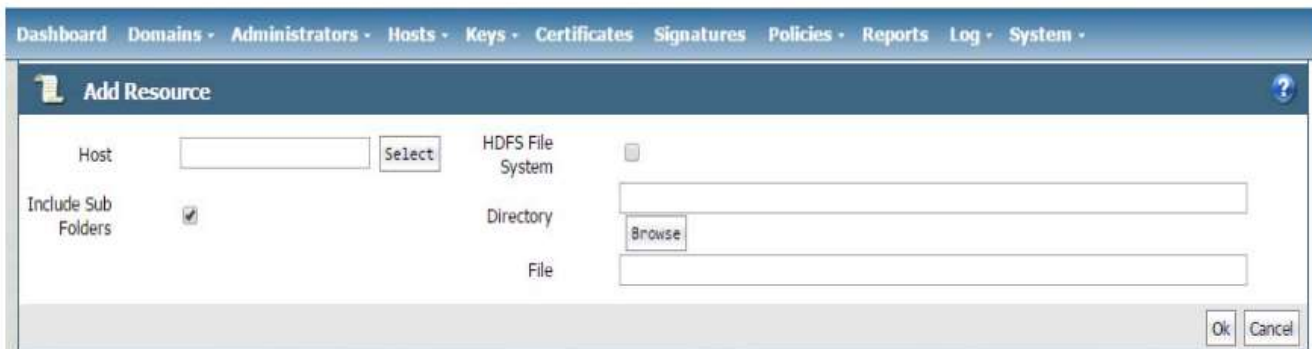 Dashboard Domains Administrators Hosts Keys Certificates Signatures Policies Reports Log System
Add Resource
?
Host
Select
HDFS File
System
Include Sub
Folders
Directory
Browse
File
Ok Cancel